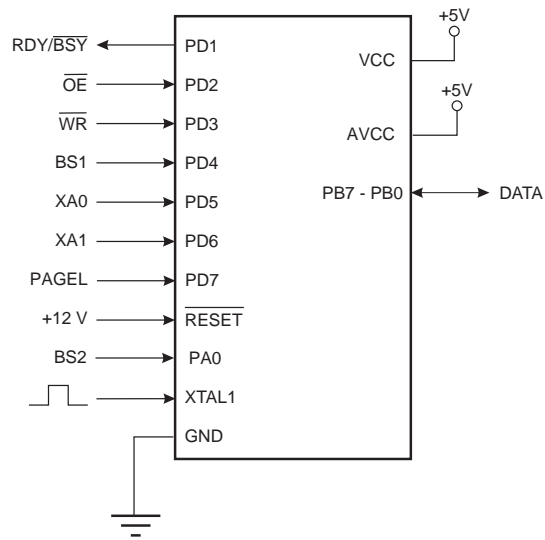 +5V
RDY/BSY PD1
VCC
OE PD2
+5V
WR PD3
AVCC
BS1 PD4
XA0 PD5 PB7 - PB0 DATA
XA1 PD6
PAGEL PD7
+12 V RESET
BS2 PA0
XTAL1
GND